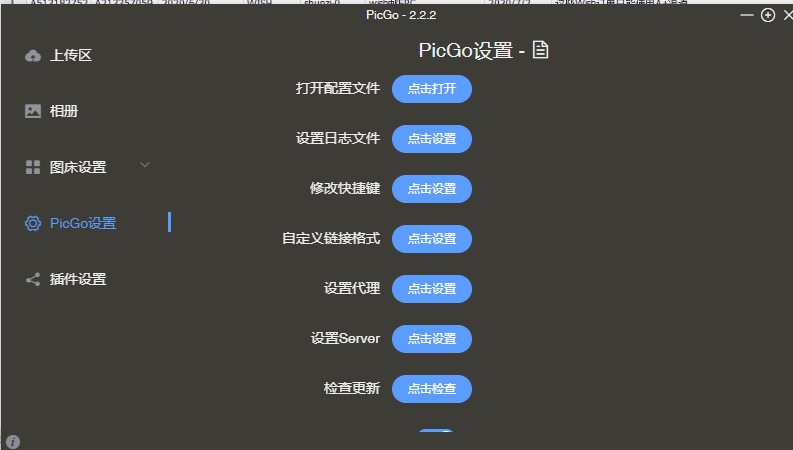 PicGo - 2.2.2
PicGo设置 -
上传区
相册
图床设置
PicGo设置
插件设置
打开配置文件 点击打开
设置日志文件 点击设置
修改快捷键 点击设置
自定义链接格式 点击设置
设置代理 点击设置
设置Server 点击设置
检查更新 点击检查